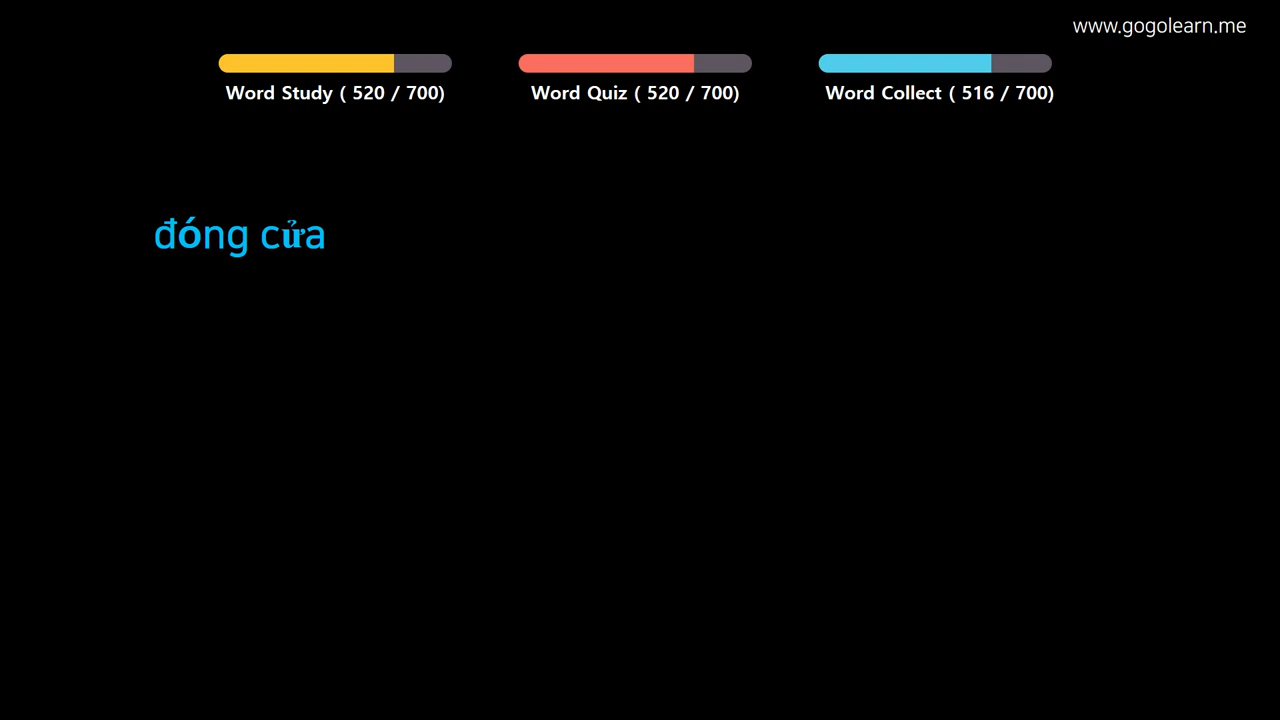 www.gogolearn.me
Word Study ( 520 / 700)
Word Quiz ( 520 / 700)
Word Collect ( 516 / 700)
đóng cửa